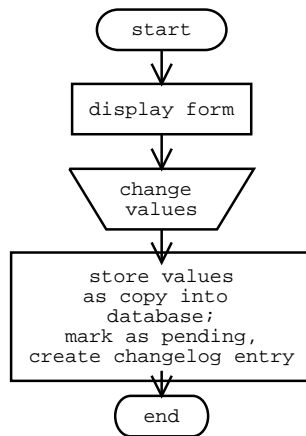 start
display form
change
values
store values
as copy into
database;
mark as pending,
create changelog entry
end